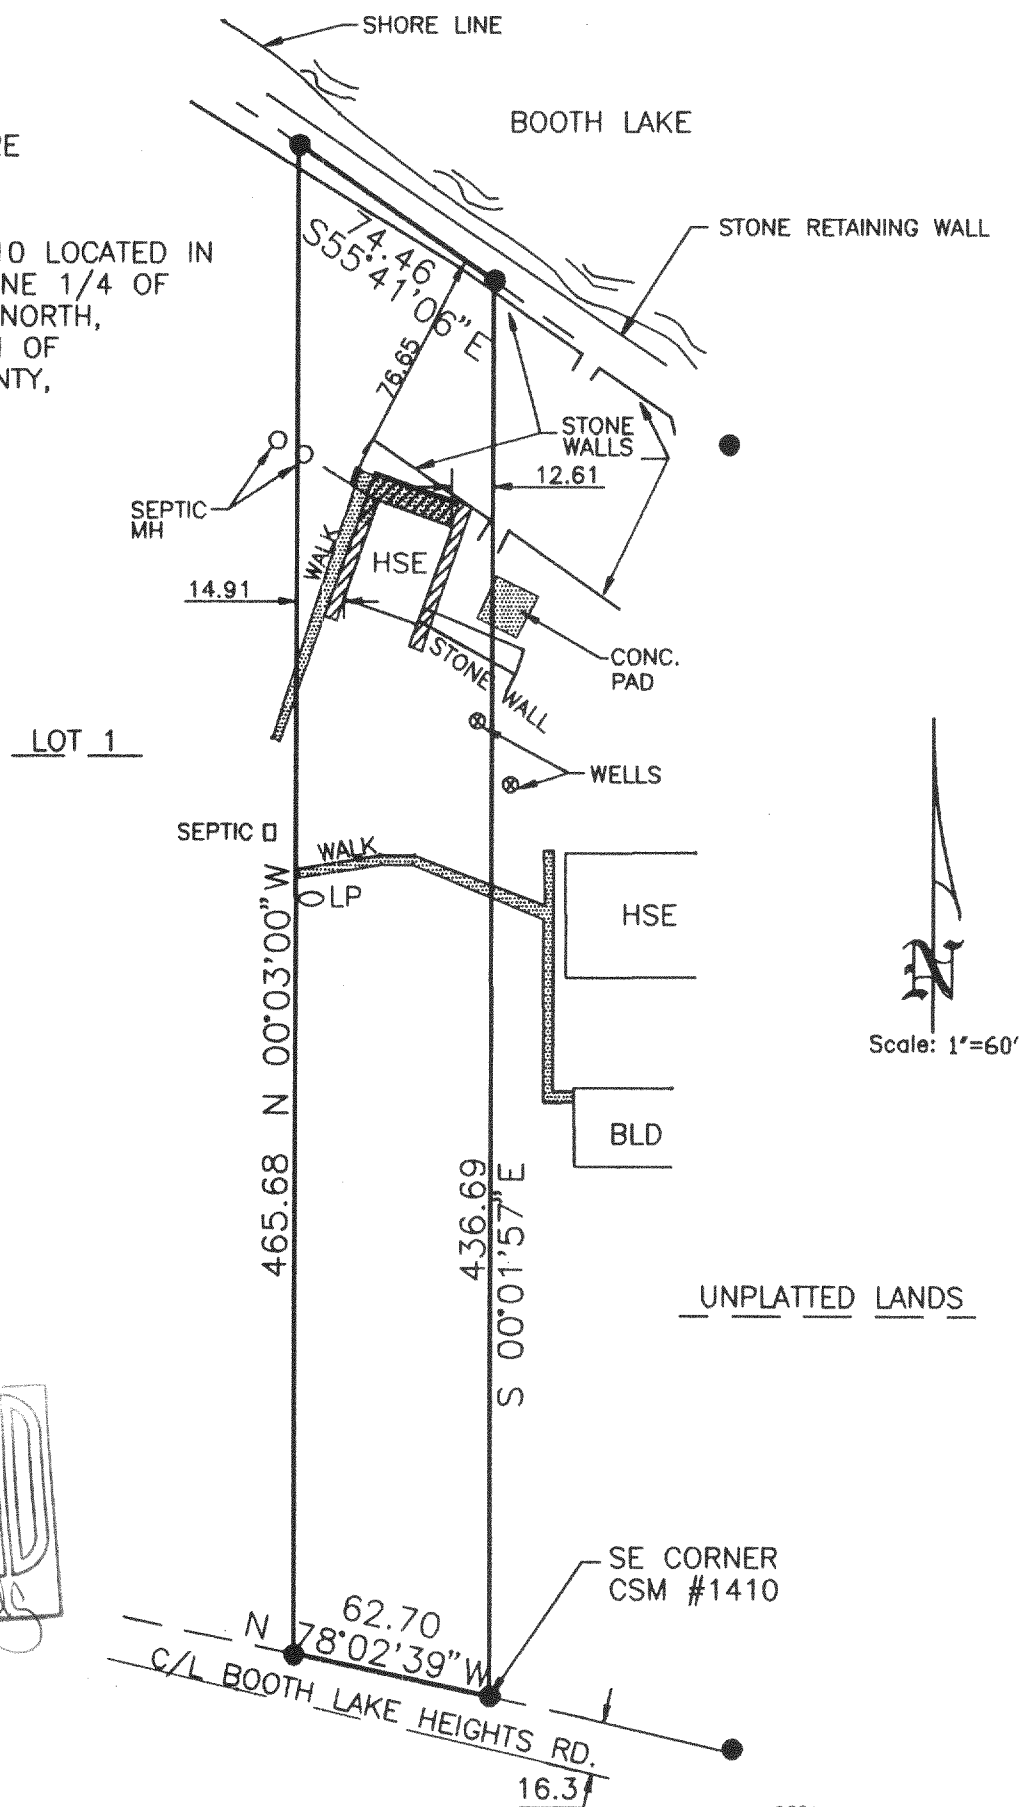 SHORE LINE
BOOTH LAKE
10 LOCATED IN
NE 1/4 OF
NORTH,
OF
STONE RETAINING WALL
74.46
S55°41'06"E
76.65
STONE
WALLS
12.61
SEPTIC
MH
WALK
HSE
14.91
STONE WALL
CONC.
PAD
LOT 1
WELLS
SEPTIC
WALK
LP
HSE
N
Scale: 1"=60'
BLD
465.68 N 00°03'00"W
436.69
S 00°01'57"E
UNPLATTED LANDS
SE CORNER
CSM #1410
62.70
N 78°02'39"W
C/L BOOTH LAKE HEIGHTS RD.
16.3